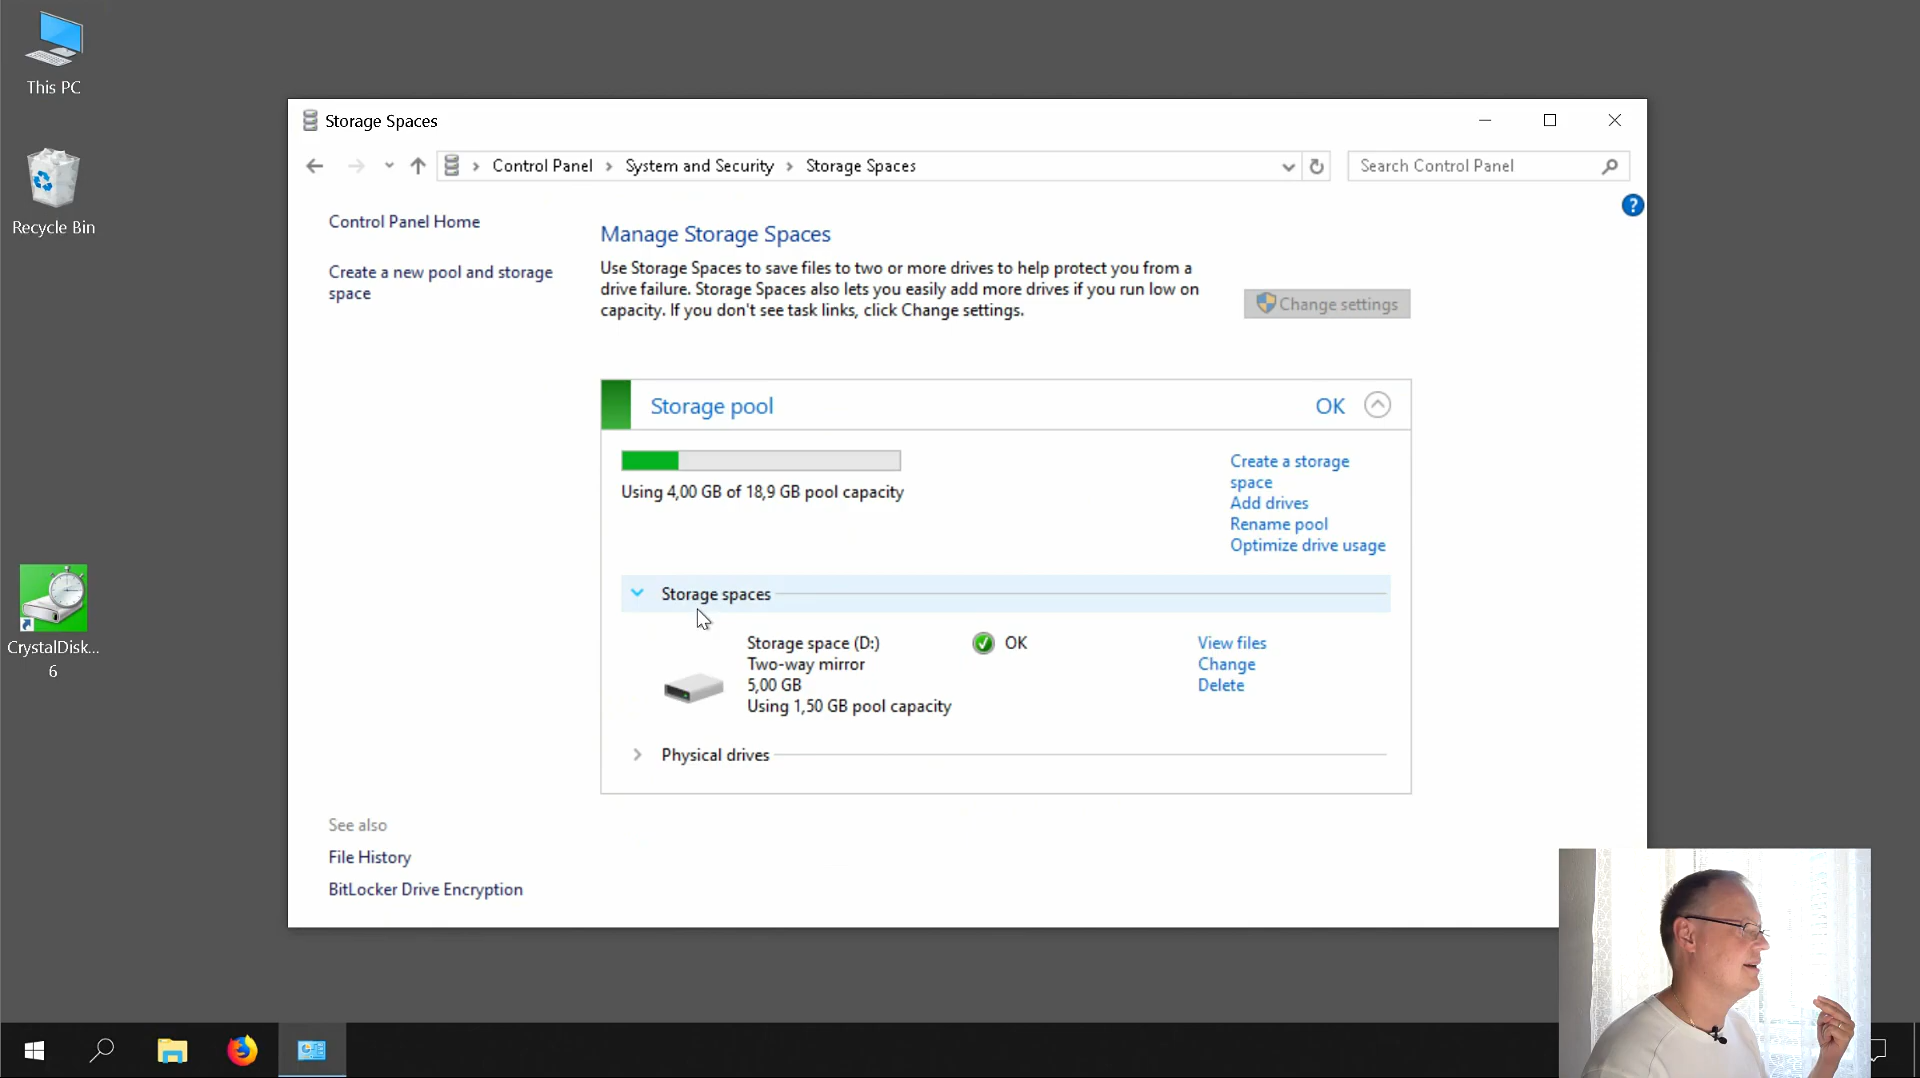 This PC
Recycle Bin
CrystalDisk...
6
Storage Spaces
Control Panel
System and Security
Storage Spaces
Search Control Panel
?
Control Panel Home
Create a new pool and storage
space
Manage Storage Spaces
Use Storage Spaces to save files to two or more drives to help protect you from a
drive failure. Storage Spaces also lets you easily add more drives if you run low on
capacity. If you don't see task links, click Change settings.
Change settings
Storage pool
OK
Using 4,00 GB of 18,9 GB pool capacity
Create a storage
space
Add drives
Rename pool
Optimize drive usage
Storage spaces
Storage space (D:)
Two-way mirror
5,00 GB
Using 1,50 GB pool capacity
OK
View files
Change
Delete
Physical drives
See also
File History
BitLocker Drive Encryption